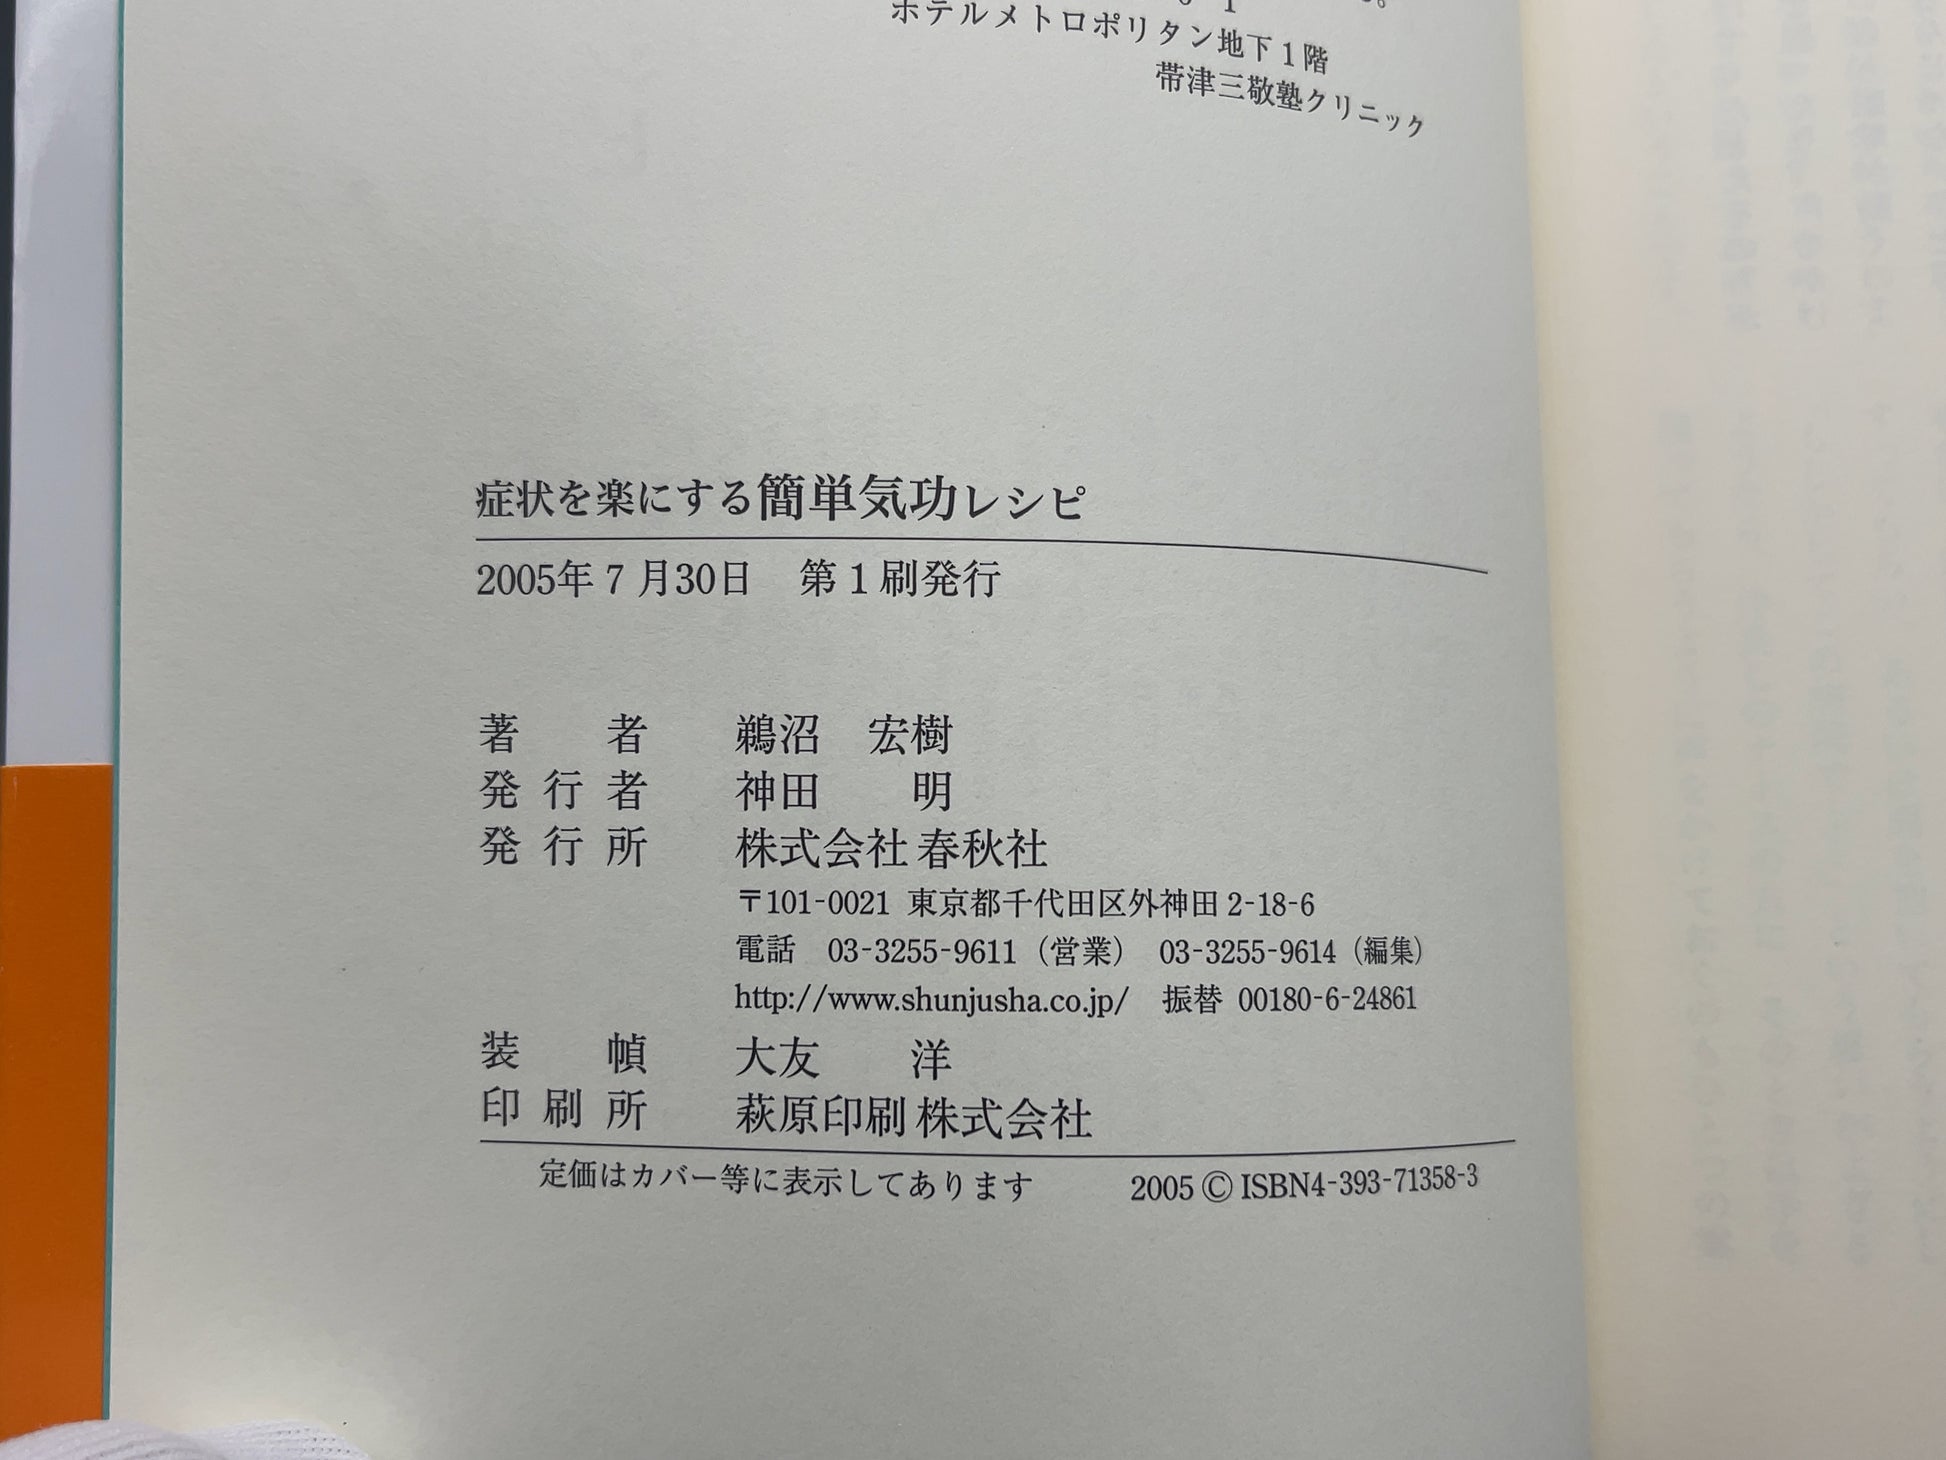 ホテルメトロポリタン地下1階
帯津三敬塾クリニック
症状を楽にする簡単気功レシピ
2005年7月30日　第1刷発行
著者　鵜沼　宏樹
発行者　神田　明
発行所　株式会社 春秋社
〒101-0021 東京都千代田区外神田2-18-6
電話　03-3255-9611（営業）　03-3255-9614（編集）
http://www.shunjusha.co.jp/　振替 00180-6-24861
装幀　大友　洋
印刷所　萩原印刷株式会社
定価はカバー等に表示してあります　2005 © ISBN4-393-71358-3